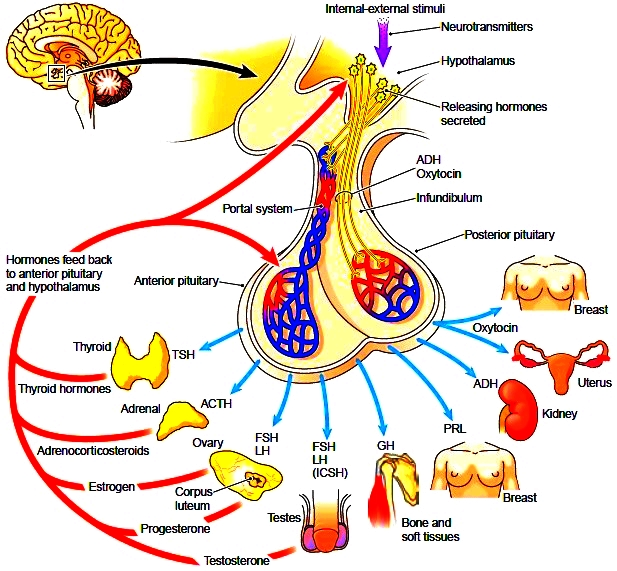 Internal-external stimuli
Neurotransmitters
Hypothalamus
Releasing hormones
secreted
ADH
Oxytocin
Infundibulum
Portal system
Posterior pituitary
Hormones feed back
to anterior pituitary
and hypothalamus
Anterior pituitary
Breast
Oxytocin
Thyroid
TSH
Thyroid hormones
Uterus
ADH
Adrenal
ACTH
Kidney
Adrenocorticosteroids
Ovary
FSH
LH
FSH
LH
(ICSH)
GH
PRL
Estrogen
Corpus
luteum
Breast
Testes
Bone and
soft tissues
Progesterone
Testosterone